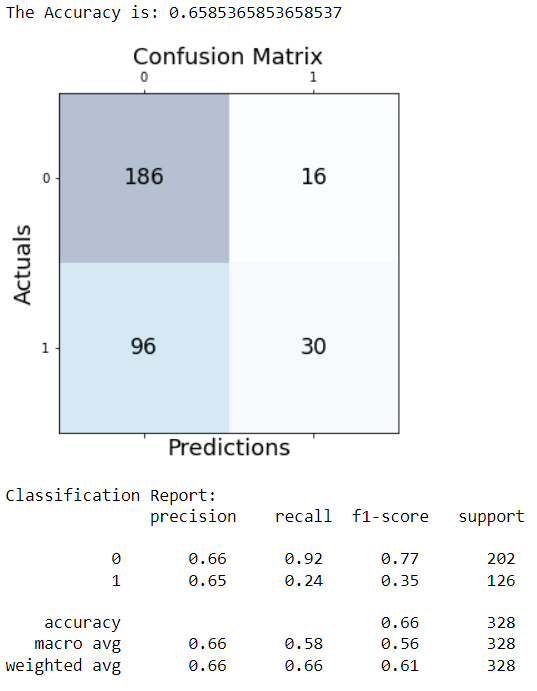 The Accuracy is: 0.6585365853658537
Confusion Matrix
0 1
0 186 16
Actuals
1 96 30
Predictions
Classification Report:
precision recall f1-score support
0 0.66 0.92 0.77 202
1 0.65 0.24 0.35 126
accuracy 0.66 328
macro avg 0.66 0.58 0.56 328
weighted avg 0.66 0.66 0.61 328